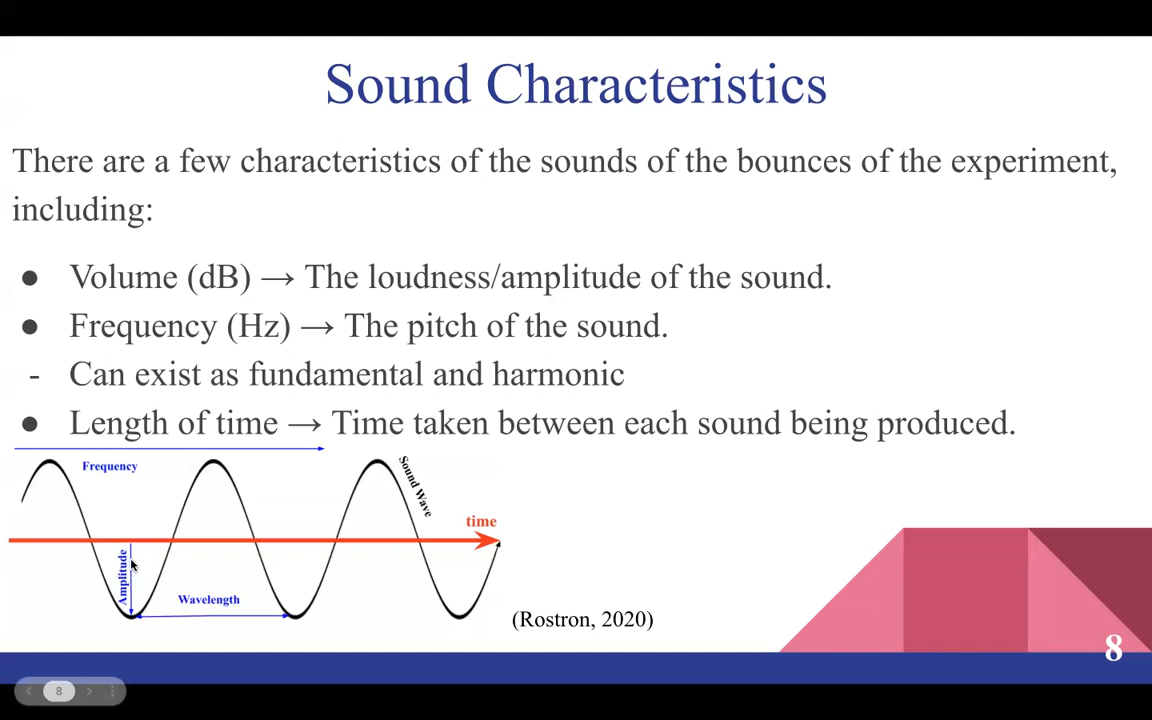 Sound Characteristics
There are a few characteristics of the sounds of the bounces of the experiment,
including:
● Volume (dB) → The loudness/amplitude of the sound.
● Frequency (Hz) → The pitch of the sound.
- Can exist as fundamental and harmonic
● Length of time → Time taken between each sound being produced.
Frequency
Sound Wave
time
Amplitude
Wavelength
(Rostron, 2020)
8
8